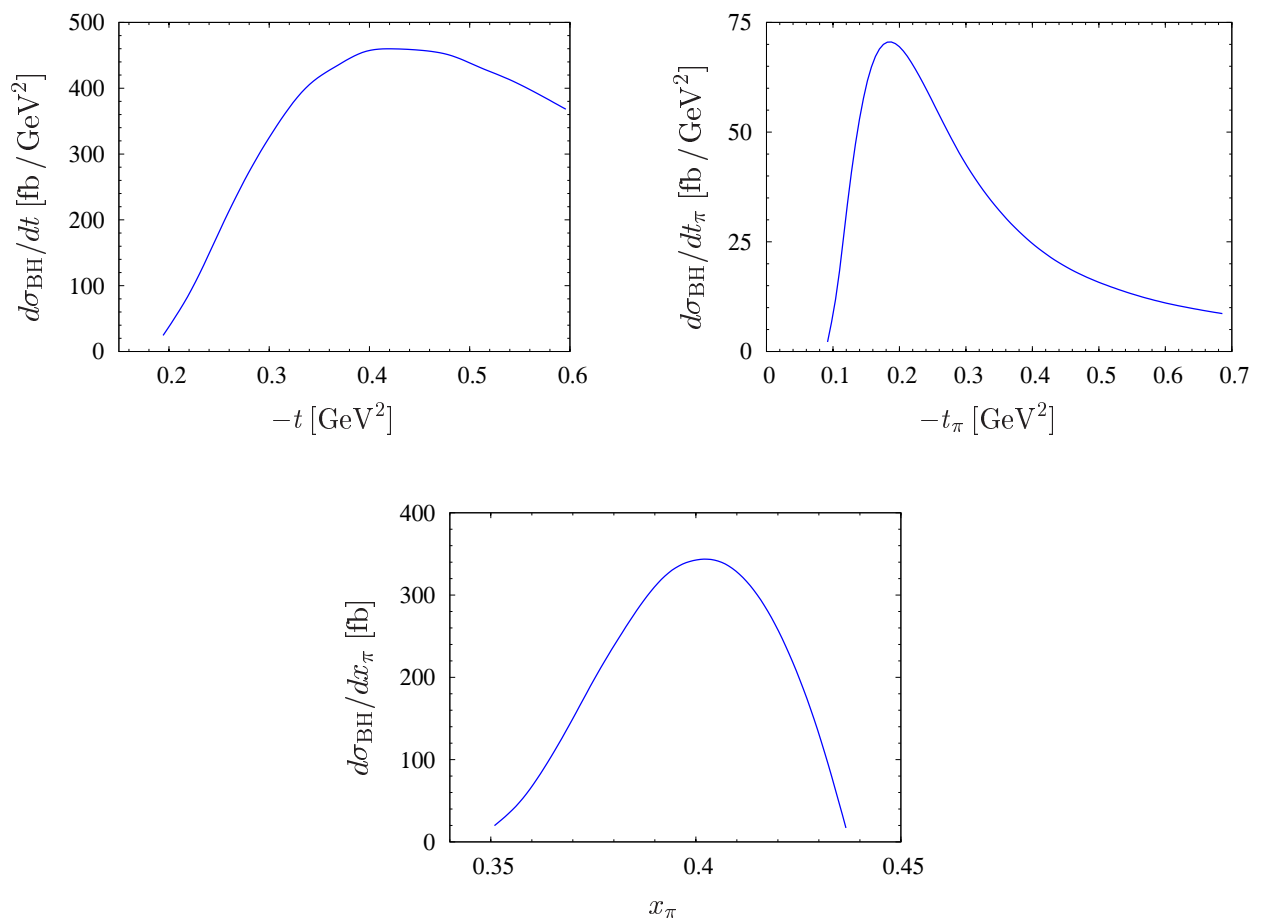 dσ_BH/dt [fb / GeV²]
500
400
300
200
100
0
0.2 0.3 0.4 0.5 0.6
−t [GeV²]
dσ_BH/dt_π [fb / GeV²]
75
50
25
0
0 0.1 0.2 0.3 0.4 0.5 0.6 0.7
−t_π [GeV²]
dσ_BH/dx_π [fb]
400
300
200
100
0
0.35 0.4 0.45
x_π